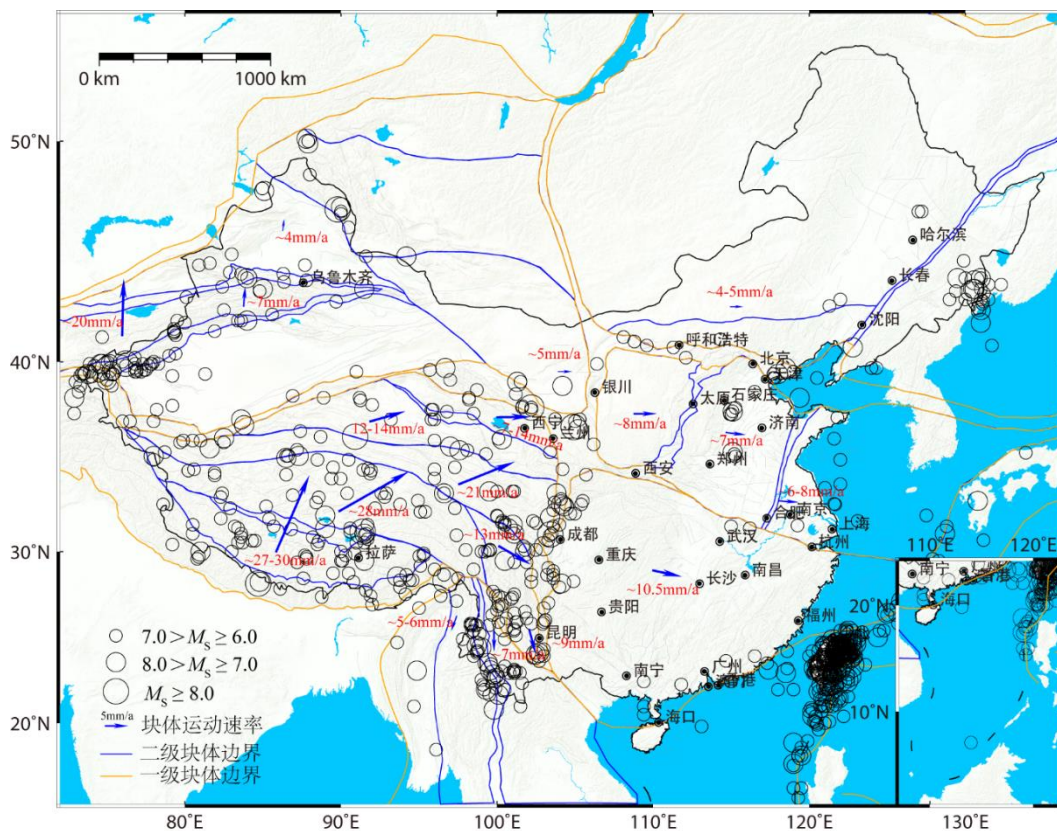 0 km
1000 km
50°N
40°N
30°N
20°N
80°E
90°E
100°E
110°E
120°E
130°E
哈尔滨
长春
沈阳
乌鲁木齐
呼和浩特
北京
天津
银川
太原
石家庄
济南
西宁
兰州
西安
郑州
合肥
南京
上海
杭州
武汉
成都
重庆
拉萨
长沙
南昌
贵阳
昆明
福州
南宁
广州
香港
海口
~4mm/a
~7mm/a
~20mm/a
~4-5mm/a
~5mm/a
~8mm/a
~7mm/a
12-14mm/a
~14mm/a
~21mm/a
~28mm/a
~27-30mm/a
~13mm/a
6-8mm/a
~10.5mm/a
~5-6mm/a
~7mm/a
~9mm/a
7.0 > Ms ≥ 6.0
8.0 > Ms ≥ 7.0
Ms ≥ 8.0
5mm/a
块体运动速率
二级块体边界
一级块体边界
110°E
120°E
南宁
海口
20°N
10°N